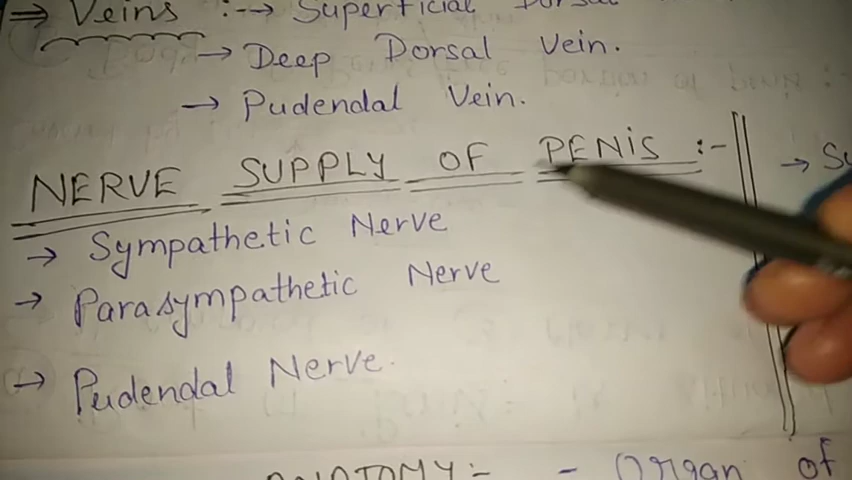 ⇒ Veins :→ Superficial Dorsal
→ Deep Dorsal Vein.
→ Pudendal Vein.
NERVE SUPPLY OF PENIS :-
→ Sympathetic Nerve
→ Parasympathetic Nerve
→ Pudendal Nerve.
:- - Organ of